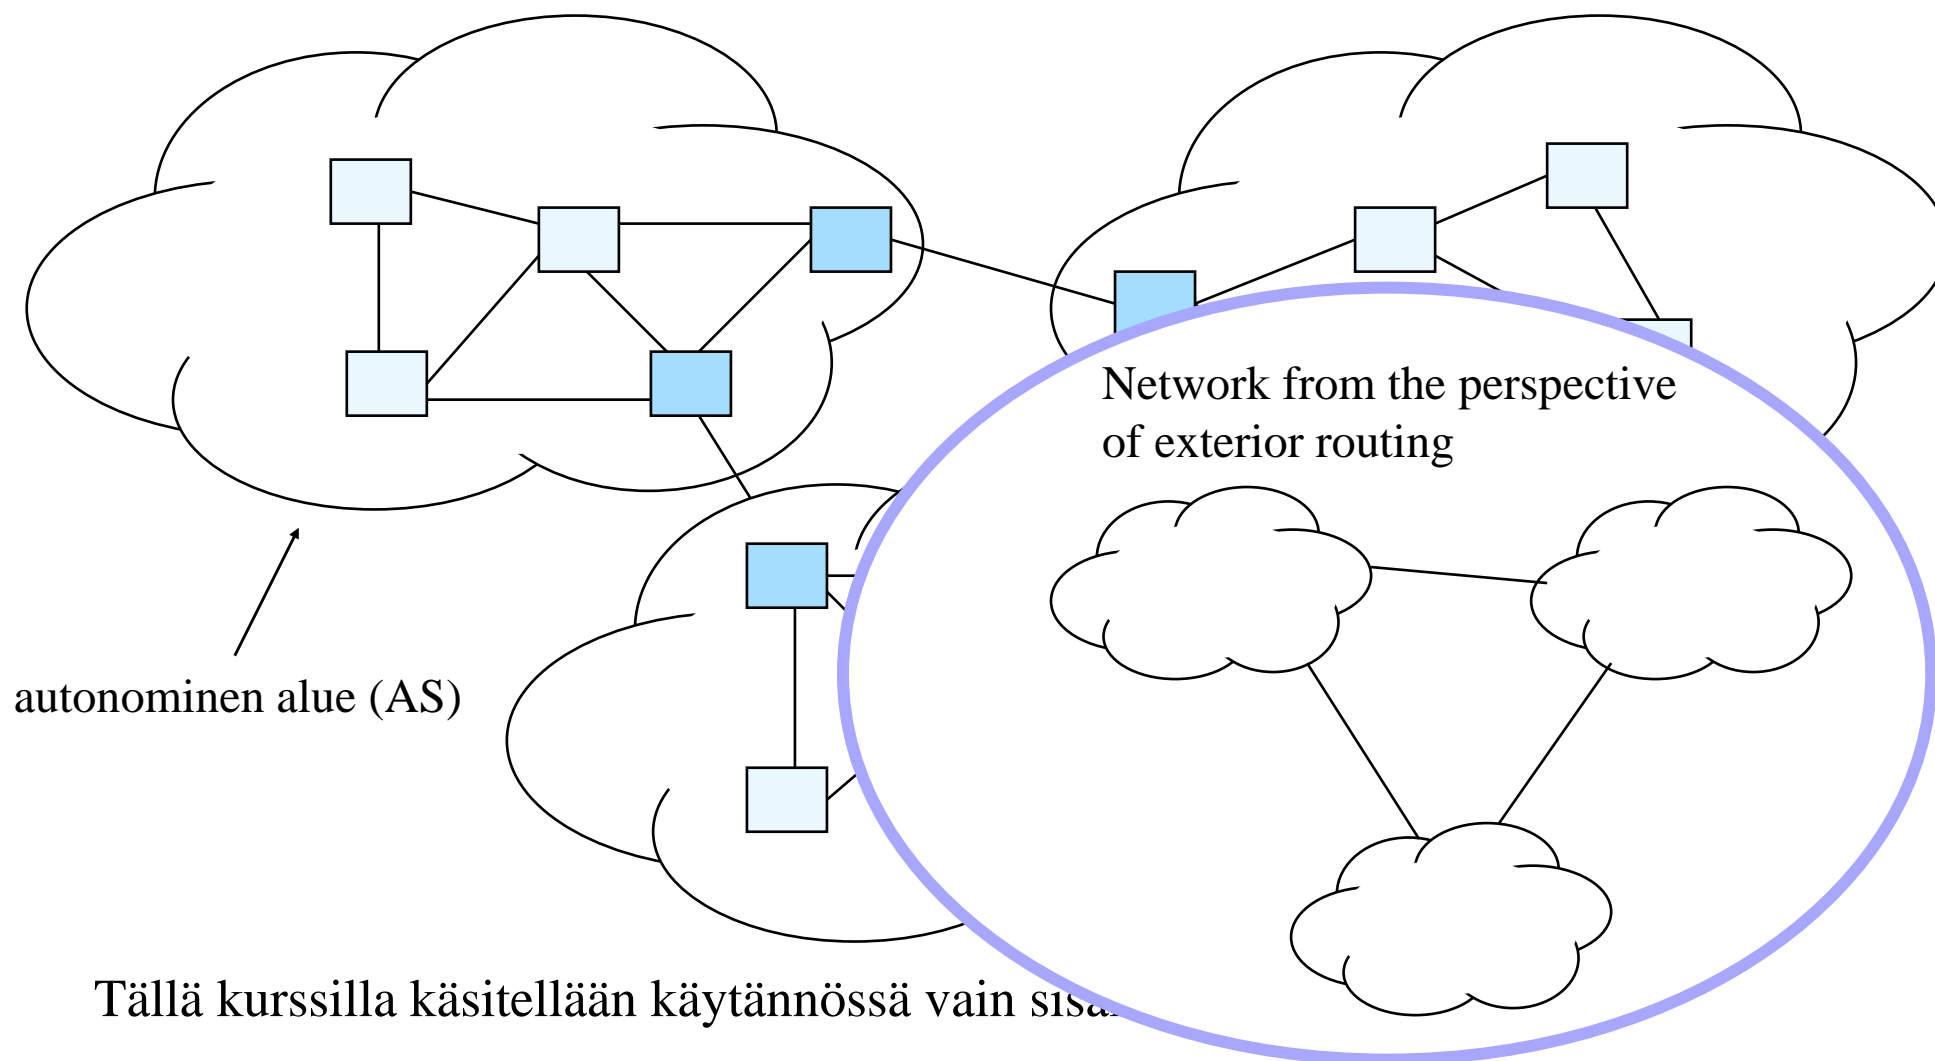 Network from the perspective
of exterior routing
autonominen alue (AS)
Tällä kurssilla käsitellään käytännössä vain